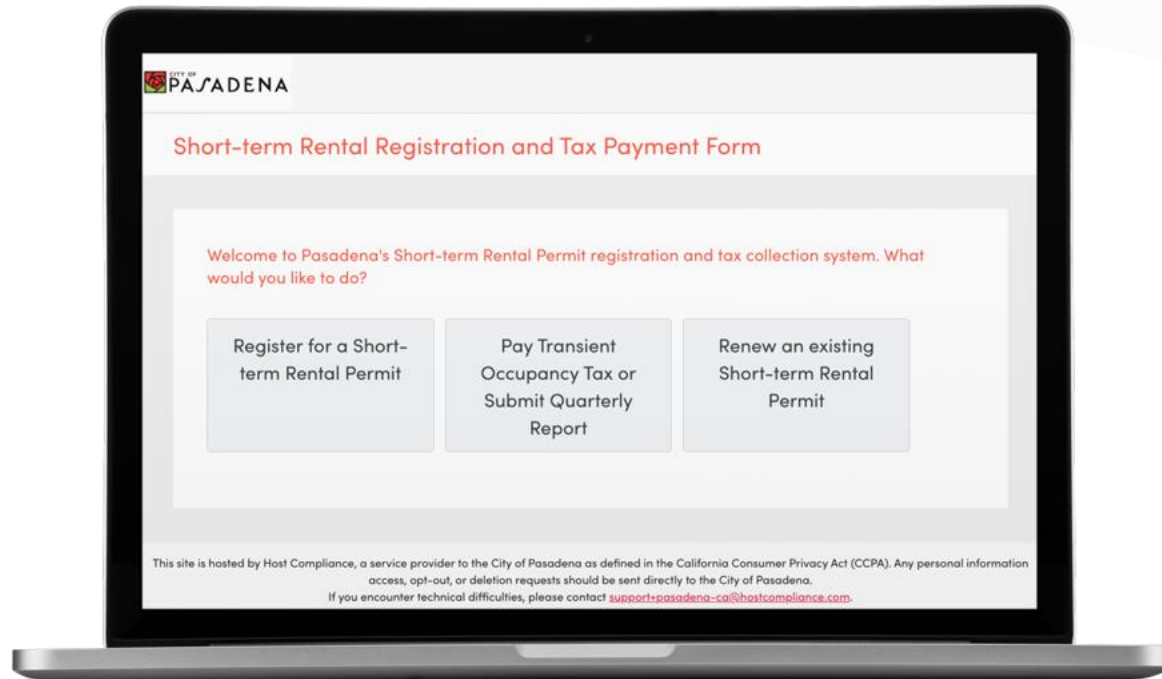 CITY OF
PASADENA
Short-term Rental Registration and Tax Payment Form
Welcome to Pasadena's Short-term Rental Permit registration and tax collection system. What
would you like to do?
Register for a Short-
term Rental Permit
Pay Transient
Occupancy Tax or
Submit Quarterly
Report
Renew an existing
Short-term Rental
Permit
This site is hosted by Host Compliance, a service provider to the City of Pasadena as defined in the California Consumer Privacy Act (CCPA). Any personal information
access, opt-out, or deletion requests should be sent directly to the City of Pasadena.
If you encounter technical difficulties, please contact support+pasadena-ca@hostcompliance.com.